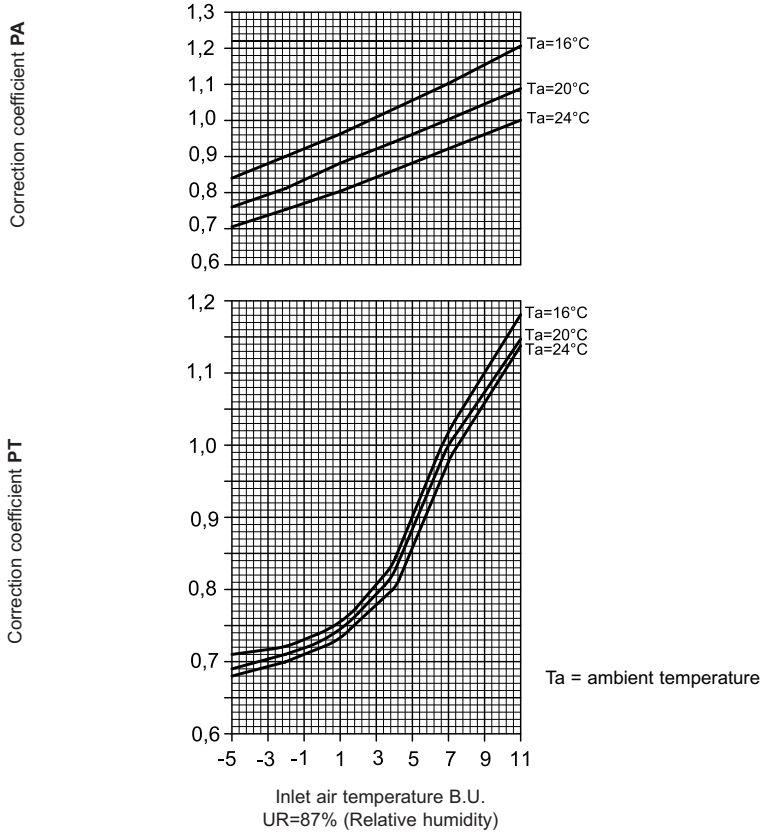 Correction coefficient PA
1,3
1,2
1,1
1,0
0,9
0,8
0,7
0,6
Ta=16°C
Ta=20°C
Ta=24°C
Correction coefficient PT
1,2
1,1
1,0
0,9
0,8
0,7
0,6
Ta=16°C
Ta=20°C
Ta=24°C
Ta = ambient temperature
-5 -3 -1 1 3 5 7 9 11
Inlet air temperature B.U.
UR=87% (Relative humidity)